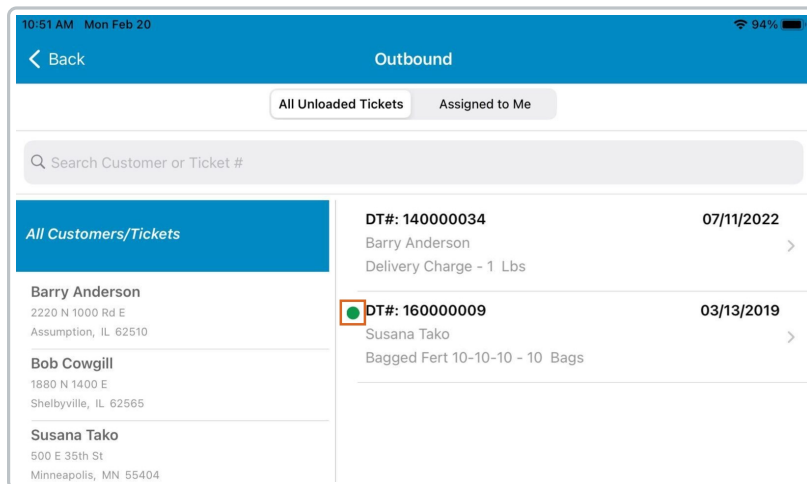 10:51 AM Mon Feb 20
94%
Back
Outbound
All Unloaded Tickets
Assigned to Me
Search Customer or Ticket #
All Customers/Tickets
Barry Anderson
2220 N 1000 Rd E
Assumption, IL 62510
Bob Cowgill
1880 N 1400 E
Shelbyville, IL 62565
Susana Tako
500 E 35th St
Minneapolis, MN 55404
DT#: 140000034
07/11/2022
Barry Anderson
Delivery Charge - 1 Lbs
DT#: 160000009
03/13/2019
Susana Tako
Bagged Fert 10-10-10 - 10 Bags